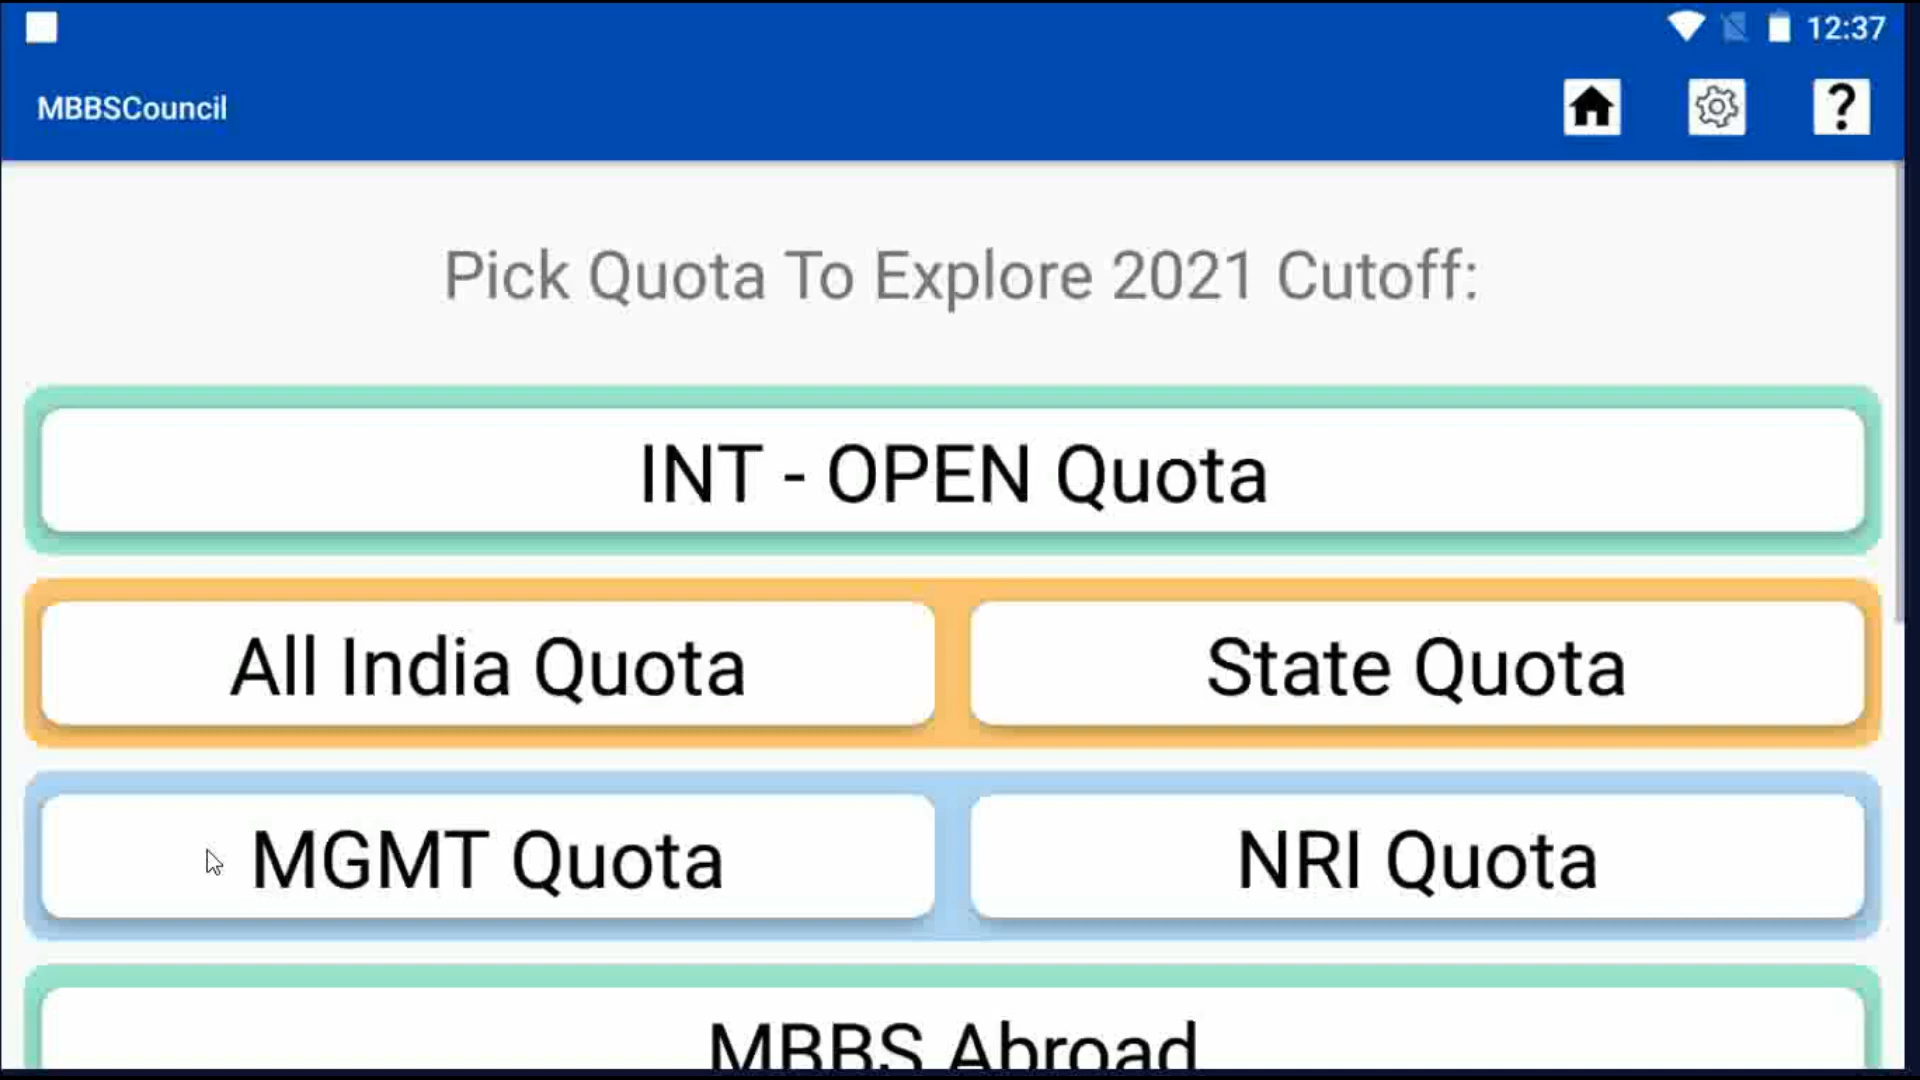 12:37
MBBSCouncil
?
Pick Quota To Explore 2021 Cutoff:
INT - OPEN Quota
All India Quota
State Quota
MGMT Quota
NRI Quota
MBBS Abroad